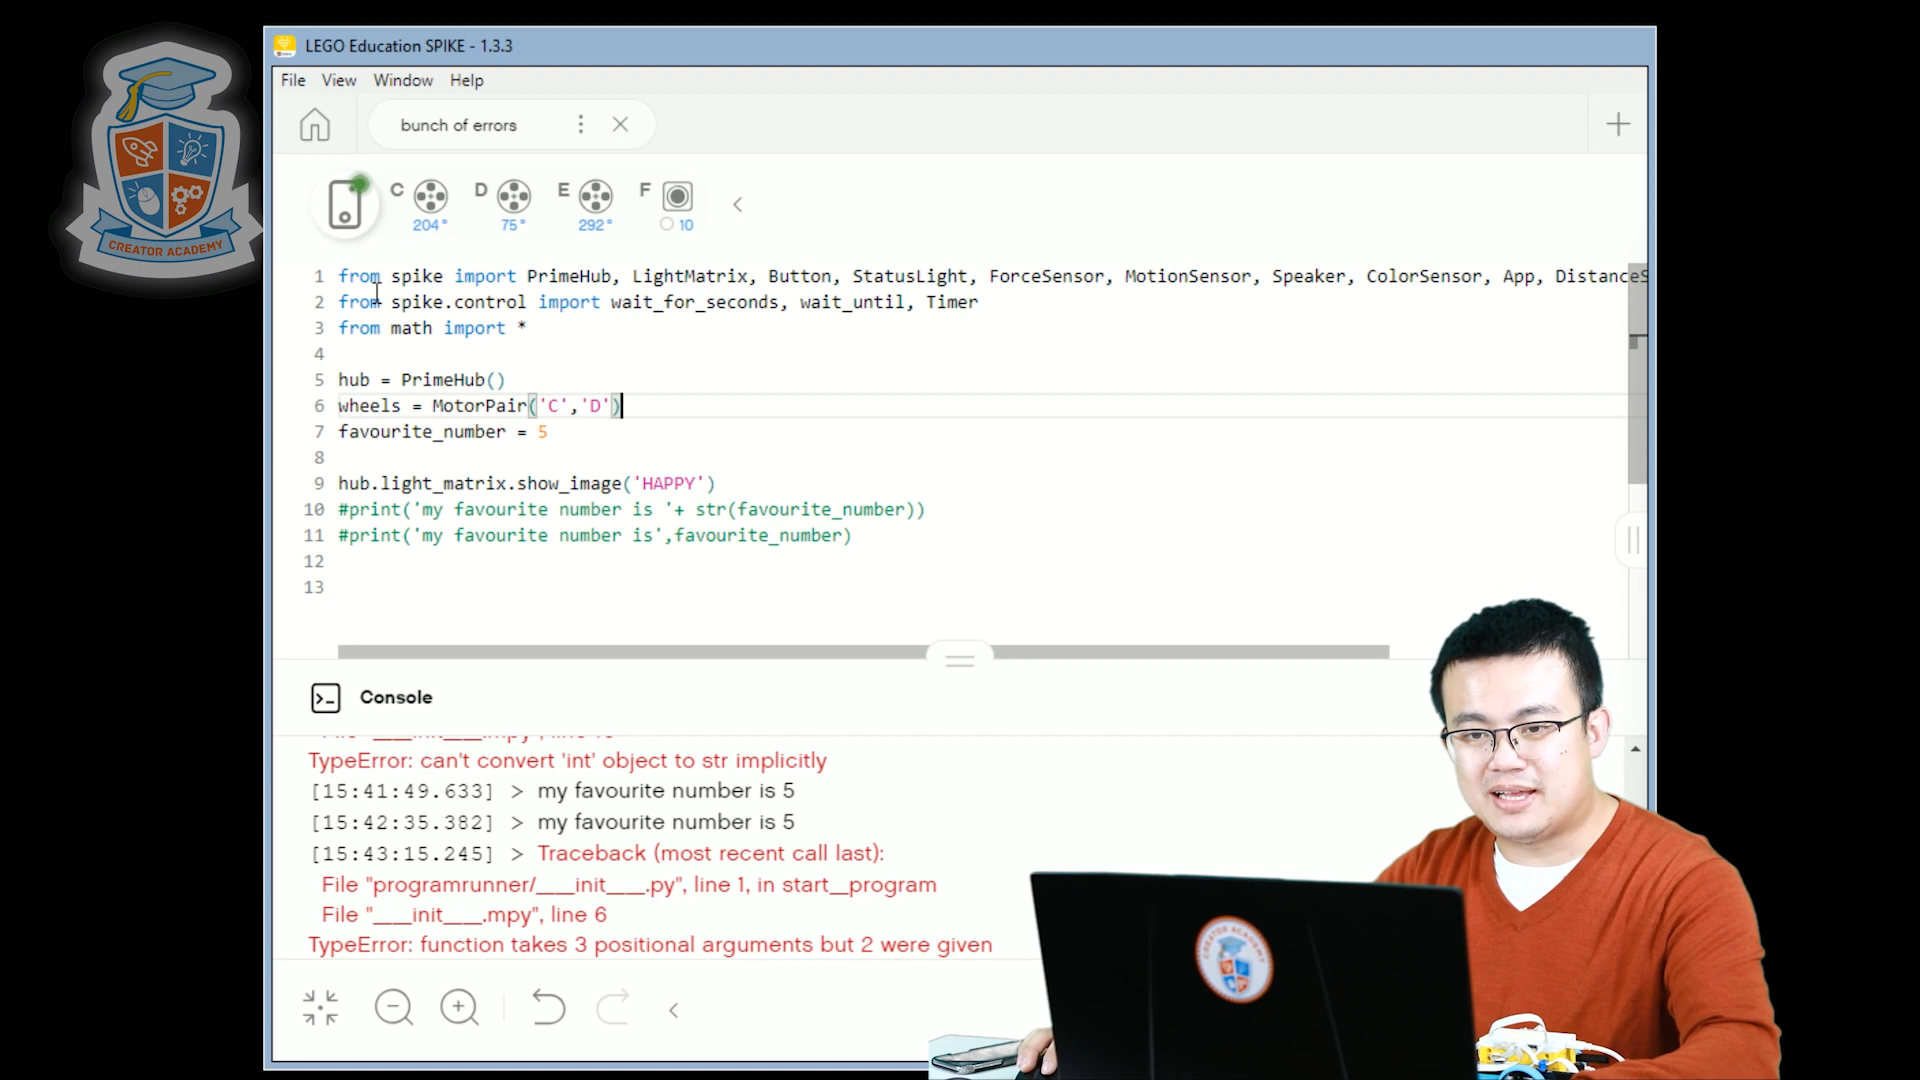 LEGO Education SPIKE - 1.3.3
File View Window Help
bunch of errors
C D E F
204° 75° 292° 10
1 from spike import PrimeHub, LightMatrix, Button, StatusLight, ForceSensor, MotionSensor, Speaker, ColorSensor, App, DistanceS
2 from spike.control import wait_for_seconds, wait_until, Timer
3 from math import *
4
5 hub = PrimeHub()
6 wheels = MotorPair('C','D')
7 favourite_number = 5
8
9 hub.light_matrix.show_image('HAPPY')
10 #print('my favourite number is '+ str(favourite_number))
11 #print('my favourite number is',favourite_number)
12
13
Console
TypeError: can't convert 'int' object to str implicitly
[15:41:49.633] > my favourite number is 5
[15:42:35.382] > my favourite number is 5
[15:43:15.245] > Traceback (most recent call last):
File "programrunner/__init__.py", line 1, in start_program
File "__init__.mpy", line 6
TypeError: function takes 3 positional arguments but 2 were given
CREATOR ACADEMY
CREATOR ACADEMY